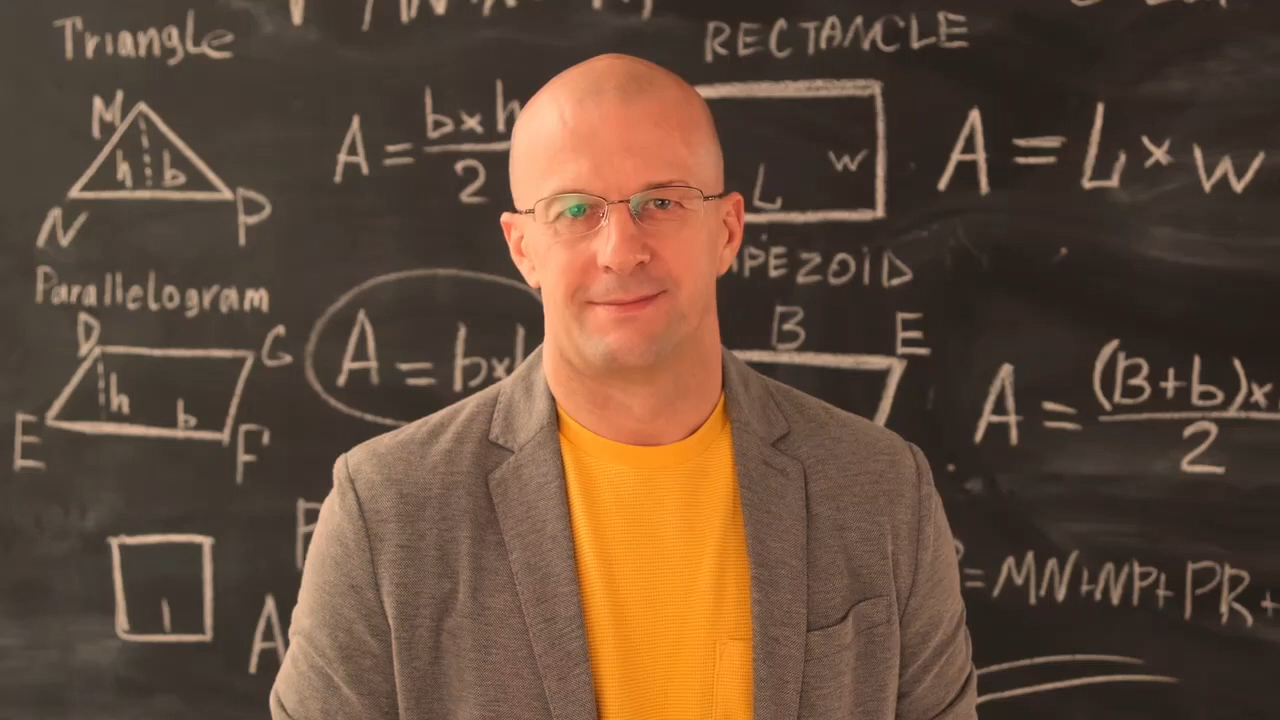 Triangle
M
h b
N P
A = b×h
2
RECTANGLE
L W
A = L × W
Parallelogram
D G
h b
E F
A = b×
B E
A = (B+b)×
2
A
= MN+NP+PR+